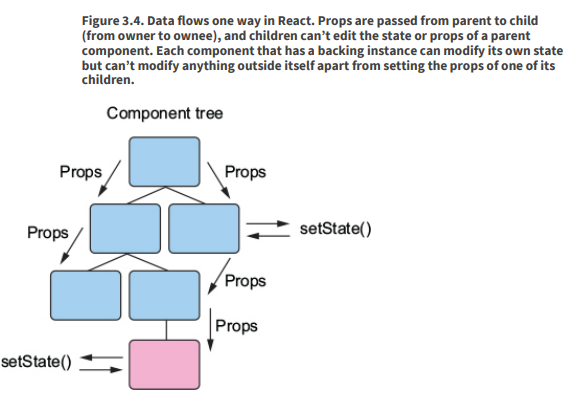 Figure 3.4. Data flows one way in React. Props are passed from parent to child
(from owner to ownee), and children can’t edit the state or props of a parent
component. Each component that has a backing instance can modify its own state
but can’t modify anything outside itself apart from setting the props of one of its
children.
Component tree
Props
Props
Props
setState()
Props
Props
setState()